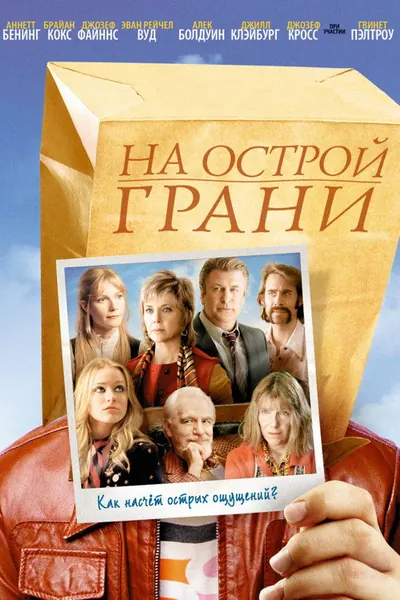 АННЕТТ БРАЙАН ДЖОЗЕФ ЭВАН РЕЙЧЕЛ АЛЕК ДЖИЛЛ ДЖОЗЕФ ПРИ ГВИНЕТ
БЕНИНГ КОКС ФАЙННС ВУД БОЛДУИН КЛЭЙБУРГ КРОСС УЧАСТИИ ПЭЛТРОУ
НА ОСТРОЙ
ГРАНИ
Как насчёт острых ощущений?